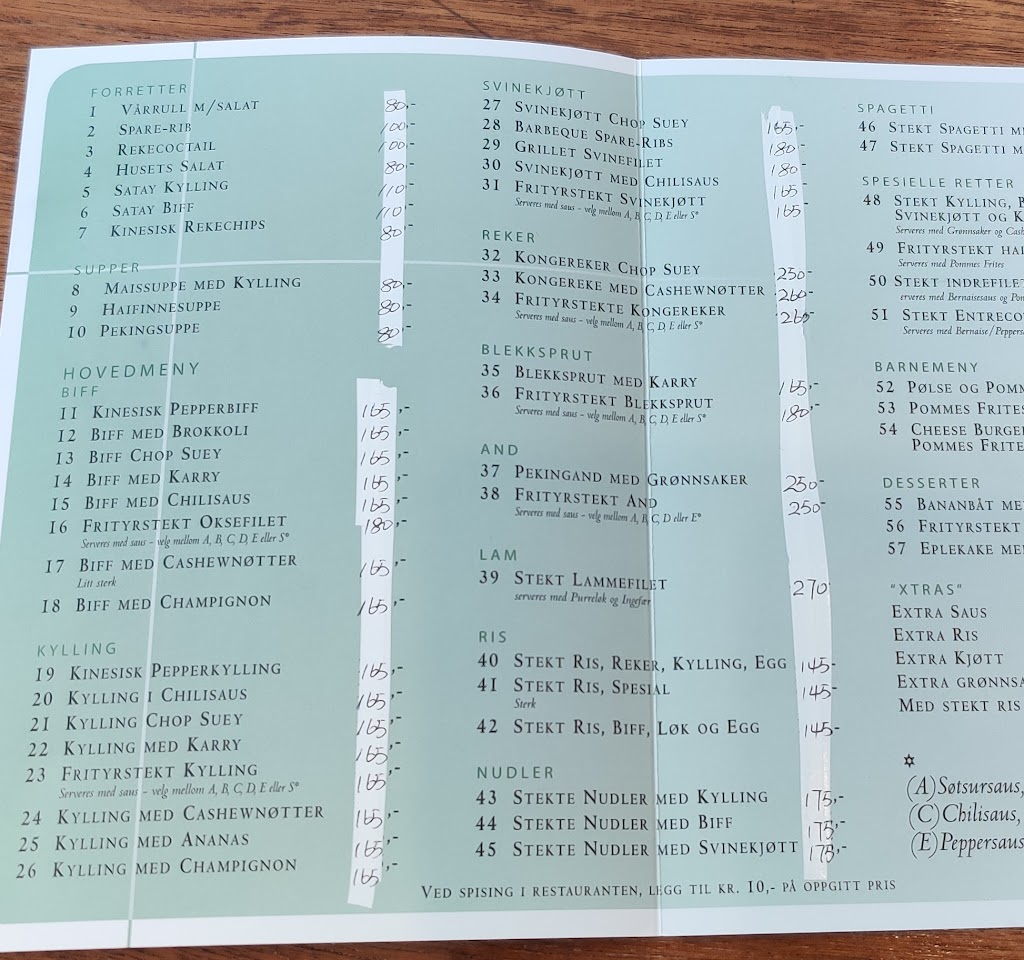 FORRETTER
1 VÅRRULL M/SALAT 80,-
2 SPARE-RIB 100,-
3 REKECOCTAIL 100,-
4 HUSETS SALAT 80,-
5 SATAY KYLLING 110,-
6 SATAY BIFF 110,-
7 KINESISK REKECHIPS 80,-
SUPPER
8 MAISSUPPE MED KYLLING 80,-
9 HAIFINNESUPPE 80,-
10 PEKINGSUPPE 80,-
HOVEDMENY
BIFF
11 KINESISK PEPPERBIFF 165,-
12 BIFF MED BROKKOLI 165,-
13 BIFF CHOP SUEY 165,-
14 BIFF MED KARRY 165,-
15 BIFF MED CHILISAUS 165,-
16 FRITYRSTEKT OKSEFILET 180,-
Serveres med saus - velg mellom A, B, C, D, E eller S*
17 BIFF MED CASHEWNØTTER 165,-
Litt sterk
18 BIFF MED CHAMPIGNON 165,-
KYLLING
19 KINESISK PEPPERKYLLING 165,-
20 KYLLING I CHILISAUS 165,-
21 KYLLING CHOP SUEY 165,-
22 KYLLING MED KARRY 165,-
23 FRITYRSTEKT KYLLING 165,-
Serveres med saus - velg mellom A, B, C, D, E eller S*
24 KYLLING MED CASHEWNØTTER 165,-
25 KYLLING MED ANANAS 165,-
26 KYLLING MED CHAMPIGNON 165,-
SVINEKJØTT
27 SVINEKJØTT CHOP SUEY 165,-
28 BARBEQUE SPARE-RIBS 180,-
29 GRILLET SVINEFILET 180,-
30 SVINEKJØTT MED CHILISAUS 165,-
31 FRITYRSTEKT SVINEKJØTT 165,-
Serveres med saus - velg mellom A, B, C, D, E eller S*
REKER
32 KONGEREKER CHOP SUEY 250-
33 KONGEREKE MED CASHEWNØTTER 260-
34 FRITYRSTEKTE KONGEREKER 260-
Serveres med saus - velg mellom A, B, C, D, E eller S*
BLEKKSPRUT
35 BLEKKSPRUT MED KARRY 165,-
36 FRITYRSTEKT BLEKKSPRUT 180,-
Serveres med saus - velg mellom A, B, C, D, E eller S*
AND
37 PEKINGAND MED GRØNNSAKER 250-
38 FRITYRSTEKT AND 250-
Serveres med saus - velg mellom A, B, C, D eller E*
LAM
39 STEKT LAMMEFILET 270
serveres med Purreløk og Ingefær
RIS
40 STEKT RIS, REKER, KYLLING, EGG 145-
41 STEKT RIS, SPESIAL 145-
Sterk
42 STEKT RIS, BIFF, LØK OG EGG 145-
NUDLER
43 STEKTE NUDLER MED KYLLING 175,-
44 STEKTE NUDLER MED BIFF 175,-
45 STEKTE NUDLER MED SVINEKJØTT 175,-
VED SPISING I RESTAURANTEN, LEGG TIL KR. 10,- PÅ OPPGITT PRIS
SPAGETTI
46 STEKT SPAGETTI
47 STEKT SPAGETTI
SPESIELLE RETTER
48 STEKT KYLLING,
SVINEKJØTT OG
Serveres med Grønnsaker og
49 FRITYRSTEKT
Serveres med Pommes Frites
50 STEKT INDREFILET
erveres med Bernaisesaus og
51 STEKT
Serveres med Bernaise/
BARNEMENY
52 PØLSE OG
53 POMMES FRITES
54 CHEESE
POMMES
DESSERTER
55 BANANBÅT
56 FRITYRSTEKT
57 EPLEKAKE
"XTRAS"
EXTRA SAUS
EXTRA RIS
EXTRA KJØTT
EXTRA
MED STEKT RIS
(A)Søtsursaus,
(C)Chilisaus,
(E)Peppersaus